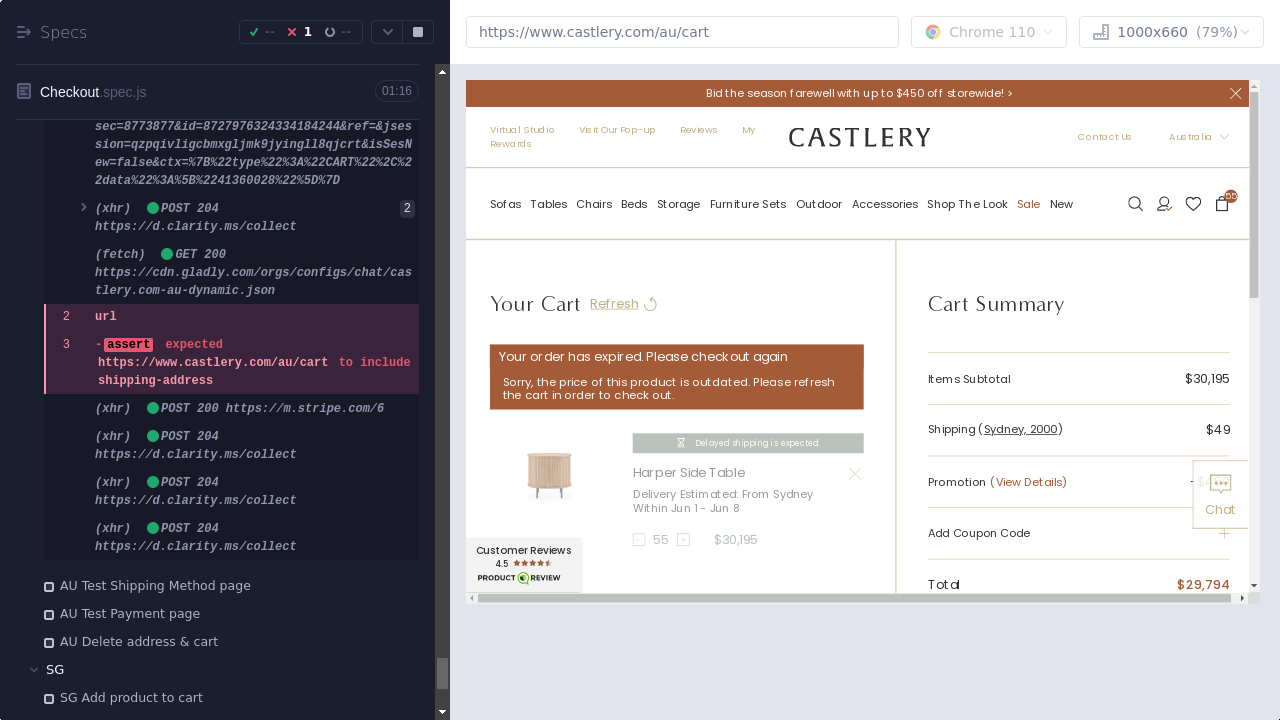 Specs
--
1
--
Checkout.spec.js
01:16
sec=8773877&id=8727976324334184244&ref=&jses
sion=qzpqivligcbmxgljmk9jyingll8qjcrt&isSesN
ew=false&ctx=%7B%22type%22%3A%22CART%22%2C%2
2data%22%3A%5B%2241360028%22%5D%7D
(xhr) POST 204
2
https://d.clarity.ms/collect
(fetch) GET 200
https://cdn.gladly.com/orgs/configs/chat/cas
tlery.com-au-dynamic.json
2 url
3 -assert expected
https://www.castlery.com/au/cart to include
shipping-address
(xhr) POST 200 https://m.stripe.com/6
(xhr) POST 204
https://d.clarity.ms/collect
(xhr) POST 204
https://d.clarity.ms/collect
(xhr) POST 204
https://d.clarity.ms/collect
AU Test Shipping Method page
AU Test Payment page
AU Delete address & cart
SG
SG Add product to cart
https://www.castlery.com/au/cart
Chrome 110
1000x660 (79%)
Bid the season farewell with up to $450 off storewide! >
Virtual Studio Visit Our Pop-up Reviews My
Rewards
CASTLERY
Contact Us
Australia
Sofas Tables Chairs Beds Storage Furniture Sets Outdoor Accessories Shop The Look Sale New
55
Your Cart Refresh
Your order has expired. Please checkout again
Sorry, the price of this product is outdated. Please refresh
the cart in order to check out.
Delayed shipping is expected.
Harper Side Table
Delivery Estimated: From Sydney
Within Jun 1 - Jun 8
- 55 + $30,195
Customer Reviews
4.5
PRODUCT REVIEW
Cart Summary
Items Subtotal $30,195
Shipping (Sydney, 2000) $49
Promotion (View Details)
Chat
Add Coupon Code
Total $29,794